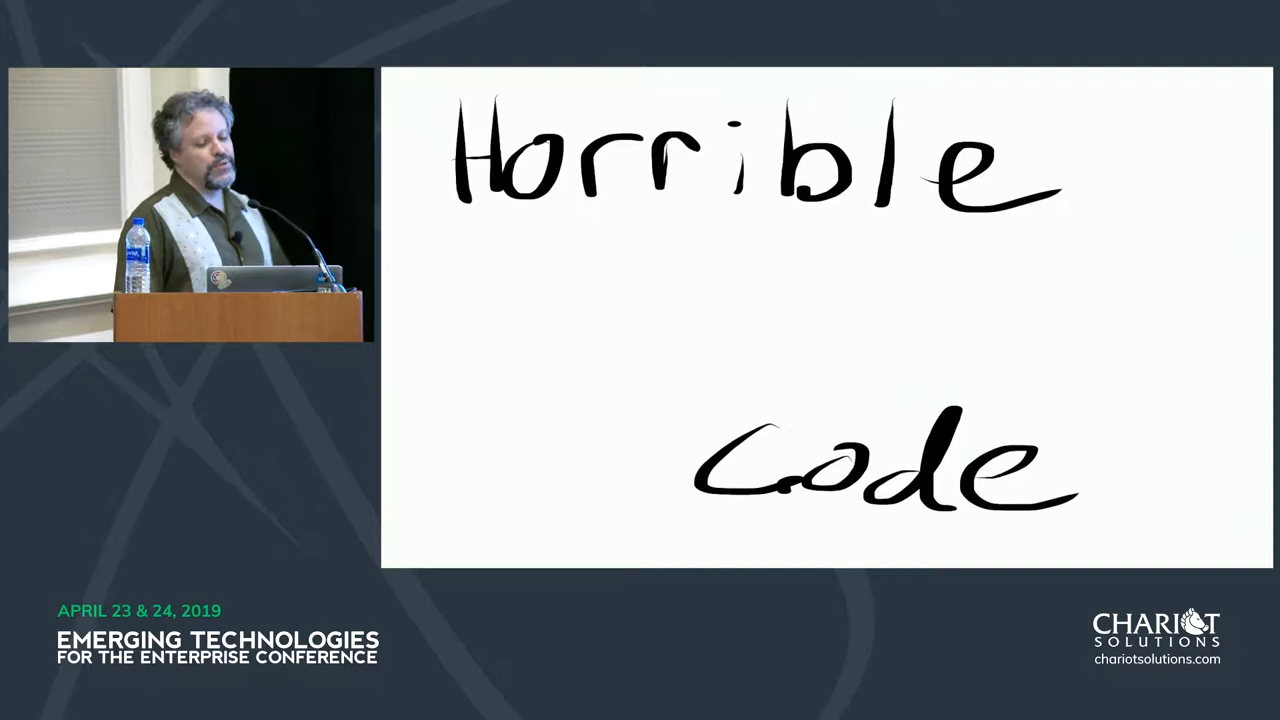 Horrible
Code
APRIL 23 & 24, 2019
EMERGING TECHNOLOGIES
FOR THE ENTERPRISE CONFERENCE
CHARIOT
SOLUTIONS
chariotsolutions.com